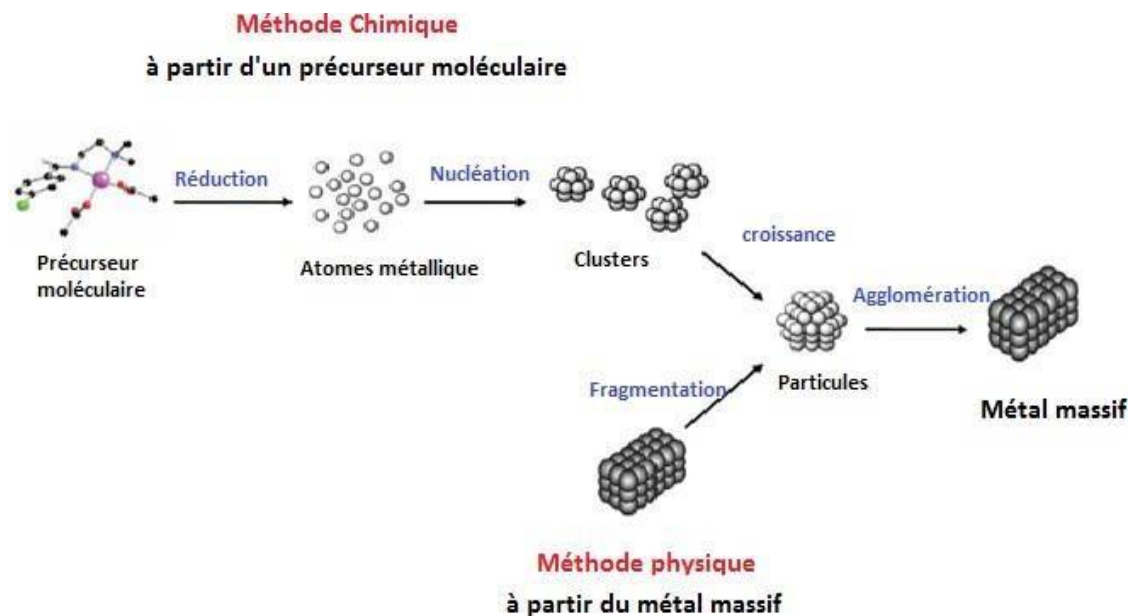 Méthode Chimique
à partir d'un précurseur moléculaire
Réduction
Nucléation
Précurseur
moléculaire
Atomes métallique
Clusters
croissance
Agglomération
Fragmentation
Particules
Métal massif
Méthode physique
à partir du métal massif